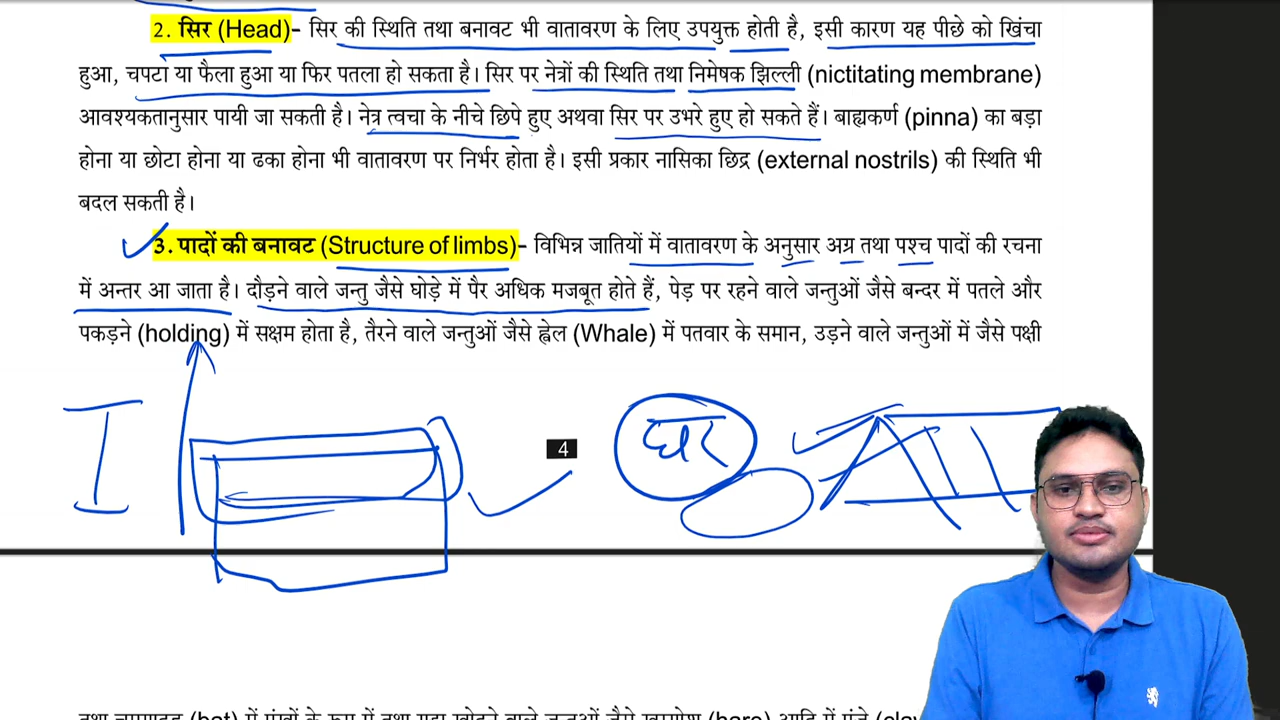 2. सिर (Head)- सिर की स्थिति तथा बनावट भी वातावरण के लिए उपयुक्त होती है, इसी कारण यह पीछे को खिंचा
हुआ, चपटा या फैला हुआ या फिर पतला हो सकता है। सिर पर नेत्रों की स्थिति तथा निमेषक झिल्ली (nictitating membrane)
आवश्यकतानुसार पायी जा सकती है। नेत्र त्वचा के नीचे छिपे हुए अथवा सिर पर उभरे हुए हो सकते हैं। बाह्यकर्ण (pinna) का बड़ा
होना या छोटा होना या ढका होना भी वातावरण पर निर्भर होता है। इसी प्रकार नासिका छिद्र (external nostrils) की स्थिति भी
बदल सकती है।
3. पादों की बनावट (Structure of limbs)- विभिन्न जातियों में वातावरण के अनुसार अग्र तथा पश्च पादों की रचना
में अन्तर आ जाता है। दौड़ने वाले जन्तु जैसे घोड़े में पैर अधिक मजबूत होते हैं, पेड़ पर रहने वाले जन्तुओं जैसे बन्दर में पतले और
पकड़ने (holding) में सक्षम होता है, तैरने वाले जन्तुओं जैसे ह्वेल (Whale) में पतवार के समान, उड़ने वाले जन्तुओं में जैसे पक्षी
I
घर
4